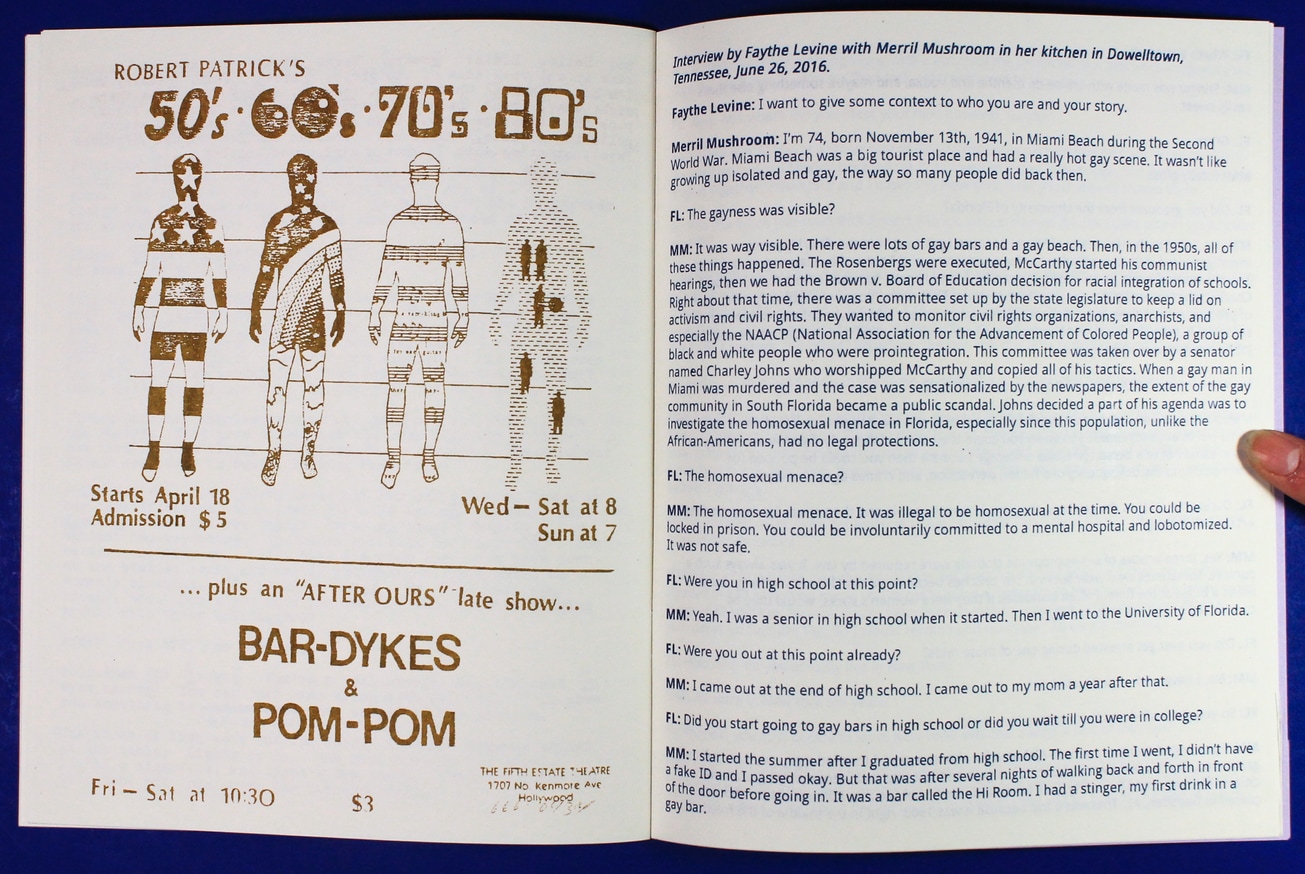 ROBERT PATRICK'S
50's · 60's · 70's · 80's
Starts April 18
Admission $5
Wed — Sat at 8
Sun at 7
... plus an "AFTER OURS" late show...
BAR-DYKES
&
POM-POM
Fri — Sat at 10:30
$3
THE FIFTH ESTATE THEATRE
1707 No. Kenmore Ave
Hollywood
Interview by Faythe Levine with Merril Mushroom in her kitchen in Dowelltown,
Tennessee, June 26, 2016.
Faythe Levine: I want to give some context to who you are and your story.
Merril Mushroom: I'm 74, born November 13th, 1941, in Miami Beach during the Second
World War. Miami Beach was a big tourist place and had a really hot gay scene. It wasn't like
growing up isolated and gay, the way so many people did back then.
FL: The gayness was visible?
MM: It was way visible. There were lots of gay bars and a gay beach. Then, in the 1950s, all of
these things happened. The Rosenbergs were executed, McCarthy started his communist
hearings, then we had the Brown v. Board of Education decision for racial integration of schools.
Right about that time, there was a committee set up by the state legislature to keep a lid on
activism and civil rights. They wanted to monitor civil rights organizations, anarchists, and
especially the NAACP (National Association for the Advancement of Colored People), a group of
black and white people who were prointegration. This committee was taken over by a senator
named Charley Johns who worshipped McCarthy and copied all of his tactics. When a gay man in
Miami was murdered and the case was sensationalized by the newspapers, the extent of the gay
community in South Florida became a public scandal. Johns decided a part of his agenda was to
investigate the homosexual menace in Florida, especially since this population, unlike the
African-Americans, had no legal protections.
FL: The homosexual menace?
MM: The homosexual menace. It was illegal to be homosexual at the time. You could be
locked in prison. You could be involuntarily committed to a mental hospital and lobotomized.
It was not safe.
FL: Were you in high school at this point?
MM: Yeah. I was a senior in high school when it started. Then I went to the University of Florida.
FL: Were you out at this point already?
MM: I came out at the end of high school. I came out to my mom a year after that.
FL: Did you start going to gay bars in high school or did you wait till you were in college?
MM: I started the summer after I graduated from high school. The first time I went, I didn't have
a fake ID and I passed okay. But that was after several nights of walking back and forth in front
of the door before going in. It was a bar called the Hi Room. I had a stinger, my first drink in a
gay bar.